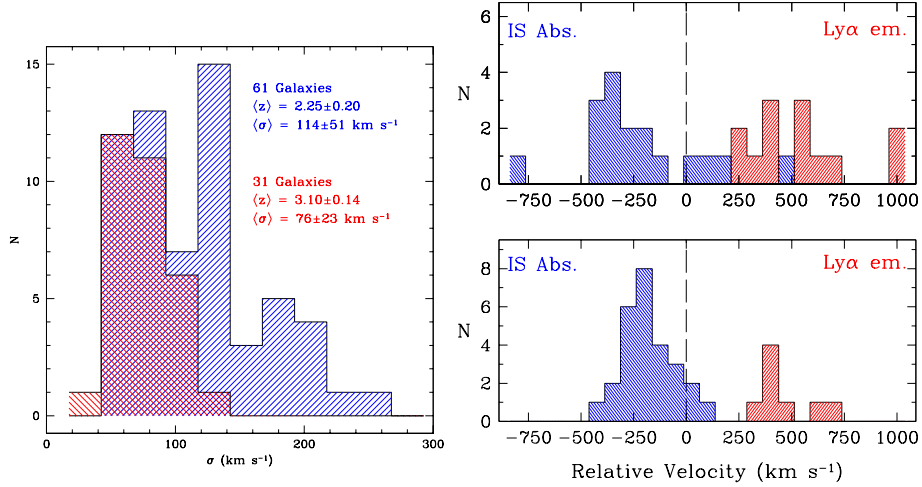 15
10
5
0
N
0
100
200
300
σ (km s⁻¹)
61 Galaxies
⟨z⟩ = 2.25±0.20
⟨σ⟩ = 114±51 km s⁻¹
31 Galaxies
⟨z⟩ = 3.10±0.14
⟨σ⟩ = 76±23 km s⁻¹
IS Abs.
Lyα em.
6
4
2
0
N
−750 −500 −250 0 250 500 750 1000
IS Abs.
Lyα em.
8
6
4
2
0
N
−750 −500 −250 0 250 500 750 1000
Relative Velocity (km s⁻¹)